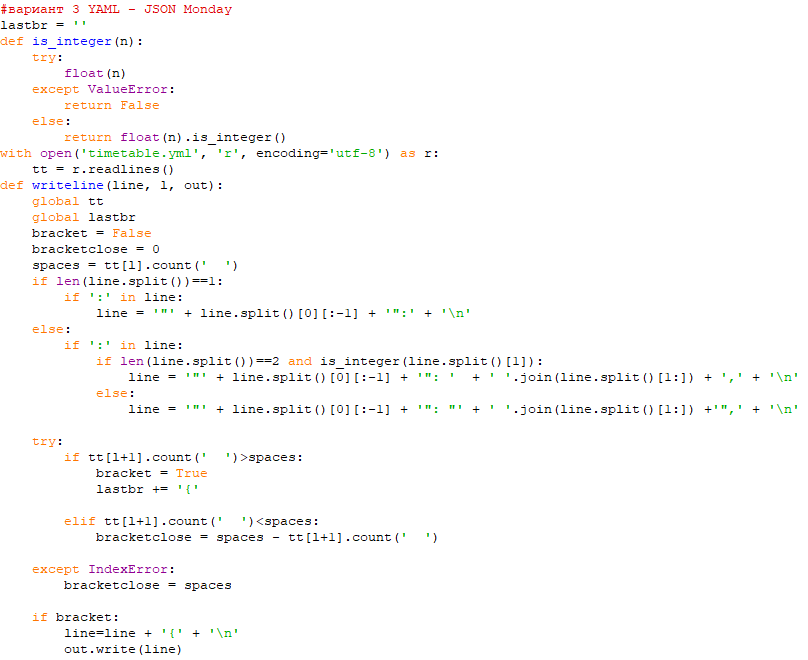 #вариант 3 YAML - JSON Monday
lastbr = ''
def is_integer(n):
    try:
        float(n)
    except ValueError:
        return False
    else:
        return float(n).is_integer()
with open('timetable.yml', 'r', encoding='utf-8') as r:
    tt = r.readlines()
def writeline(line, l, out):
    global tt
    global lastbr
    bracket = False
    bracketclose = 0
    spaces = tt[l].count('  ')
    if len(line.split())==1:
        if ':' in line:
            line = '"' + line.split()[0][:-1] + '":' + '\n'
    else:
        if ':' in line:
            if len(line.split())==2 and is_integer(line.split()[1]):
                line = '"' + line.split()[0][:-1] + '": '  + ' '.join(line.split()[1:]) + ',' + '\n'
            else:
                line = '"' + line.split()[0][:-1] + '": "' + ' '.join(line.split()[1:]) +'",' + '\n'
    try:
        if tt[l+1].count('  ')>spaces:
            bracket = True
            lastbr += '{'
        elif tt[l+1].count('  ')<spaces:
            bracketclose = spaces - tt[l+1].count('  ')
    except IndexError:
        bracketclose = spaces
    if bracket:
        line=line + '{' + '\n'
        out.write(line)